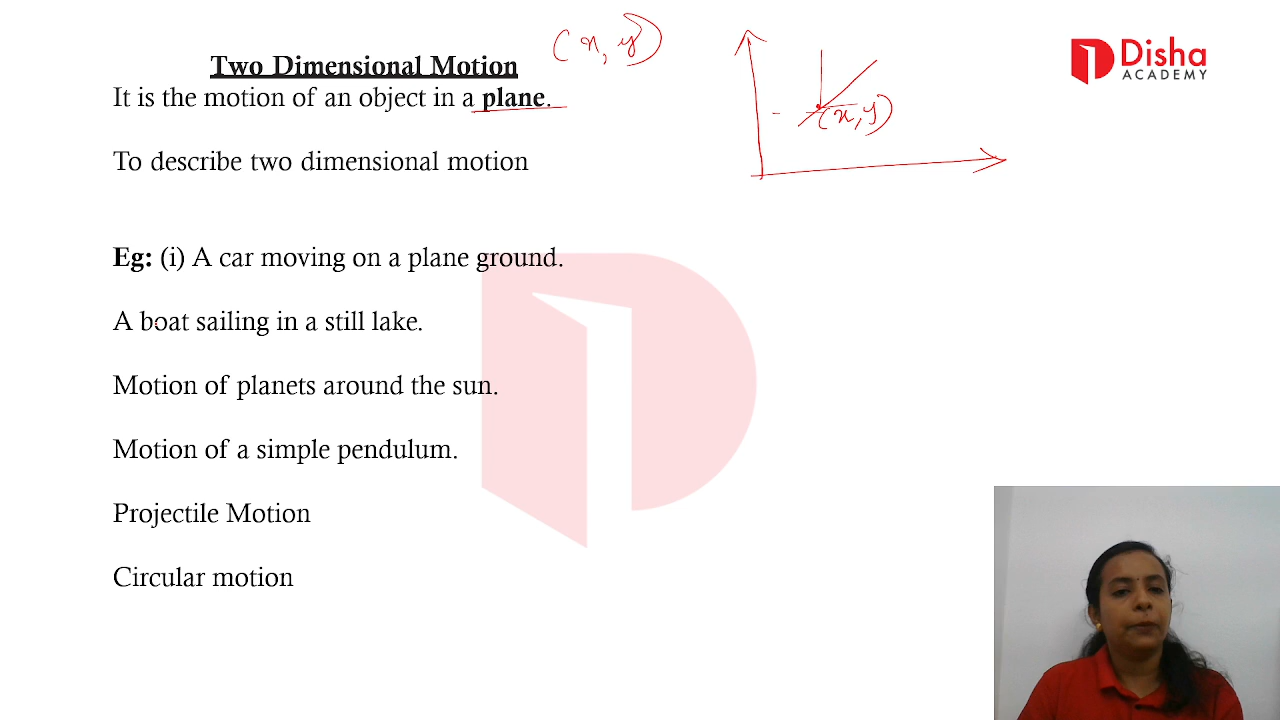 Two Dimensional Motion (x, y)
It is the motion of an object in a plane.
(x, y)
Disha
ACADEMY
To describe two dimensional motion
Eg: (i) A car moving on a plane ground.
A boat sailing in a still lake.
Motion of planets around the sun.
Motion of a simple pendulum.
Projectile Motion
Circular motion